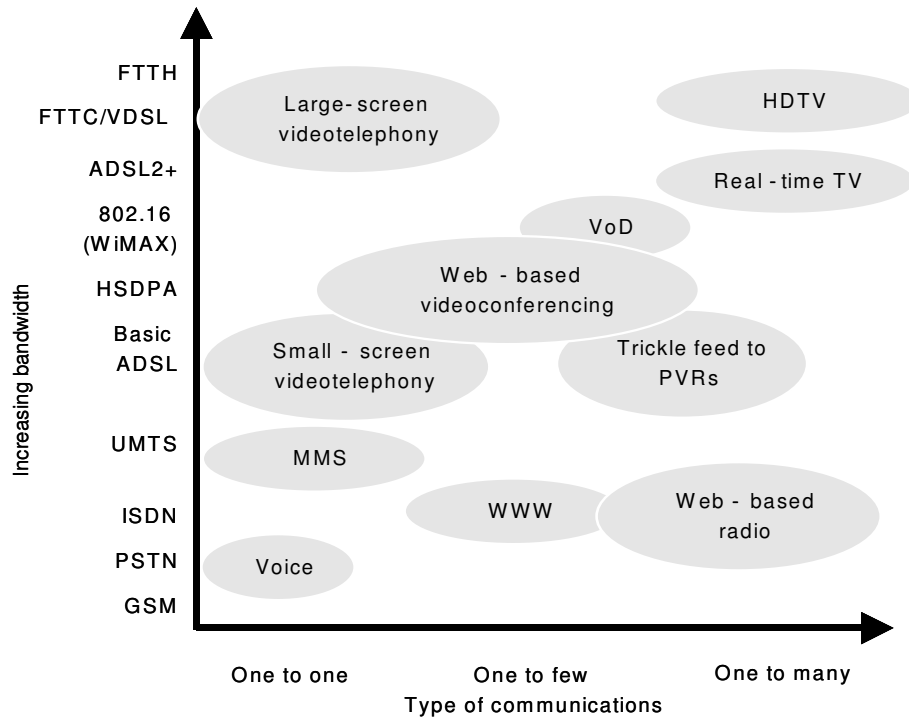 FTTH
FTTC/VDSL
ADSL2+
802.16
(WiMAX)
HSDPA
Basic
ADSL
UMTS
ISDN
PSTN
GSM
Increasing bandwidth
Large-screen
videotelephony
HDTV
Real-time TV
VoD
Web-based
videoconferencing
Small-screen
videotelephony
Trickle feed to
PVRs
MMS
WWW
Web-based
radio
Voice
One to one
One to few
One to many
Type of communications